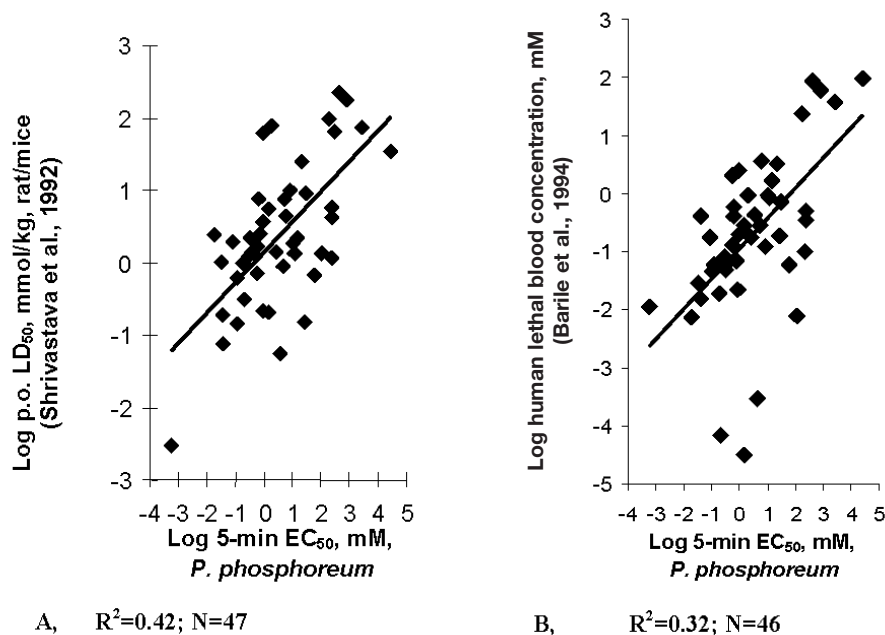 Log p.o. LD50, mmol/kg, rat/mice
(Shrivastava et al., 1992)
3
2
1
0
-1
-2
-3
-4 -3 -2 -1 0 1 2 3 4 5
Log 5-min EC50, mM,
P. phosphoreum
A, R²=0.42; N=47
Log human lethal blood concentration, mM
(Barile et al., 1994)
3
2
1
0
-1
-2
-3
-4
-5
-4 -3 -2 -1 0 1 2 3 4 5
Log 5-min EC50, mM,
P. phosphoreum
B, R²=0.32; N=46